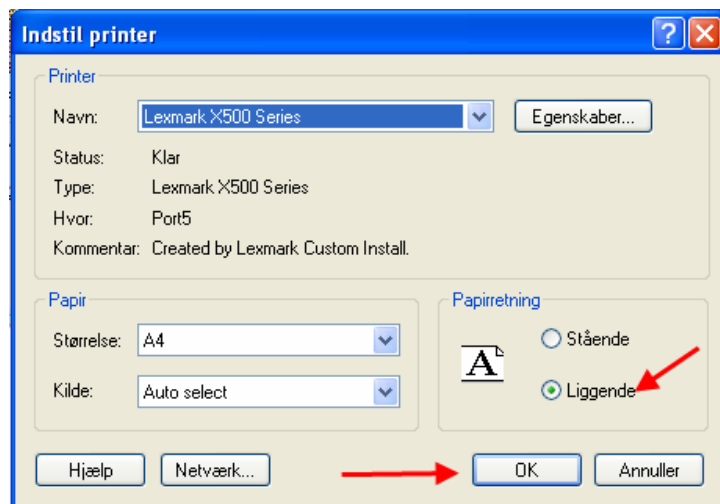 Indstil printer
Printer
Navn: Lexmark X500 Series Egenskaber...
Status: Klar
Type: Lexmark X500 Series
Hvor: Port5
Kommentar: Created by Lexmark Custom Install.
Papir
Størrelse: A4
Kilde: Auto select
Papirretning
A
Stående
Liggende
Hjælp Netværk... OK Annuller